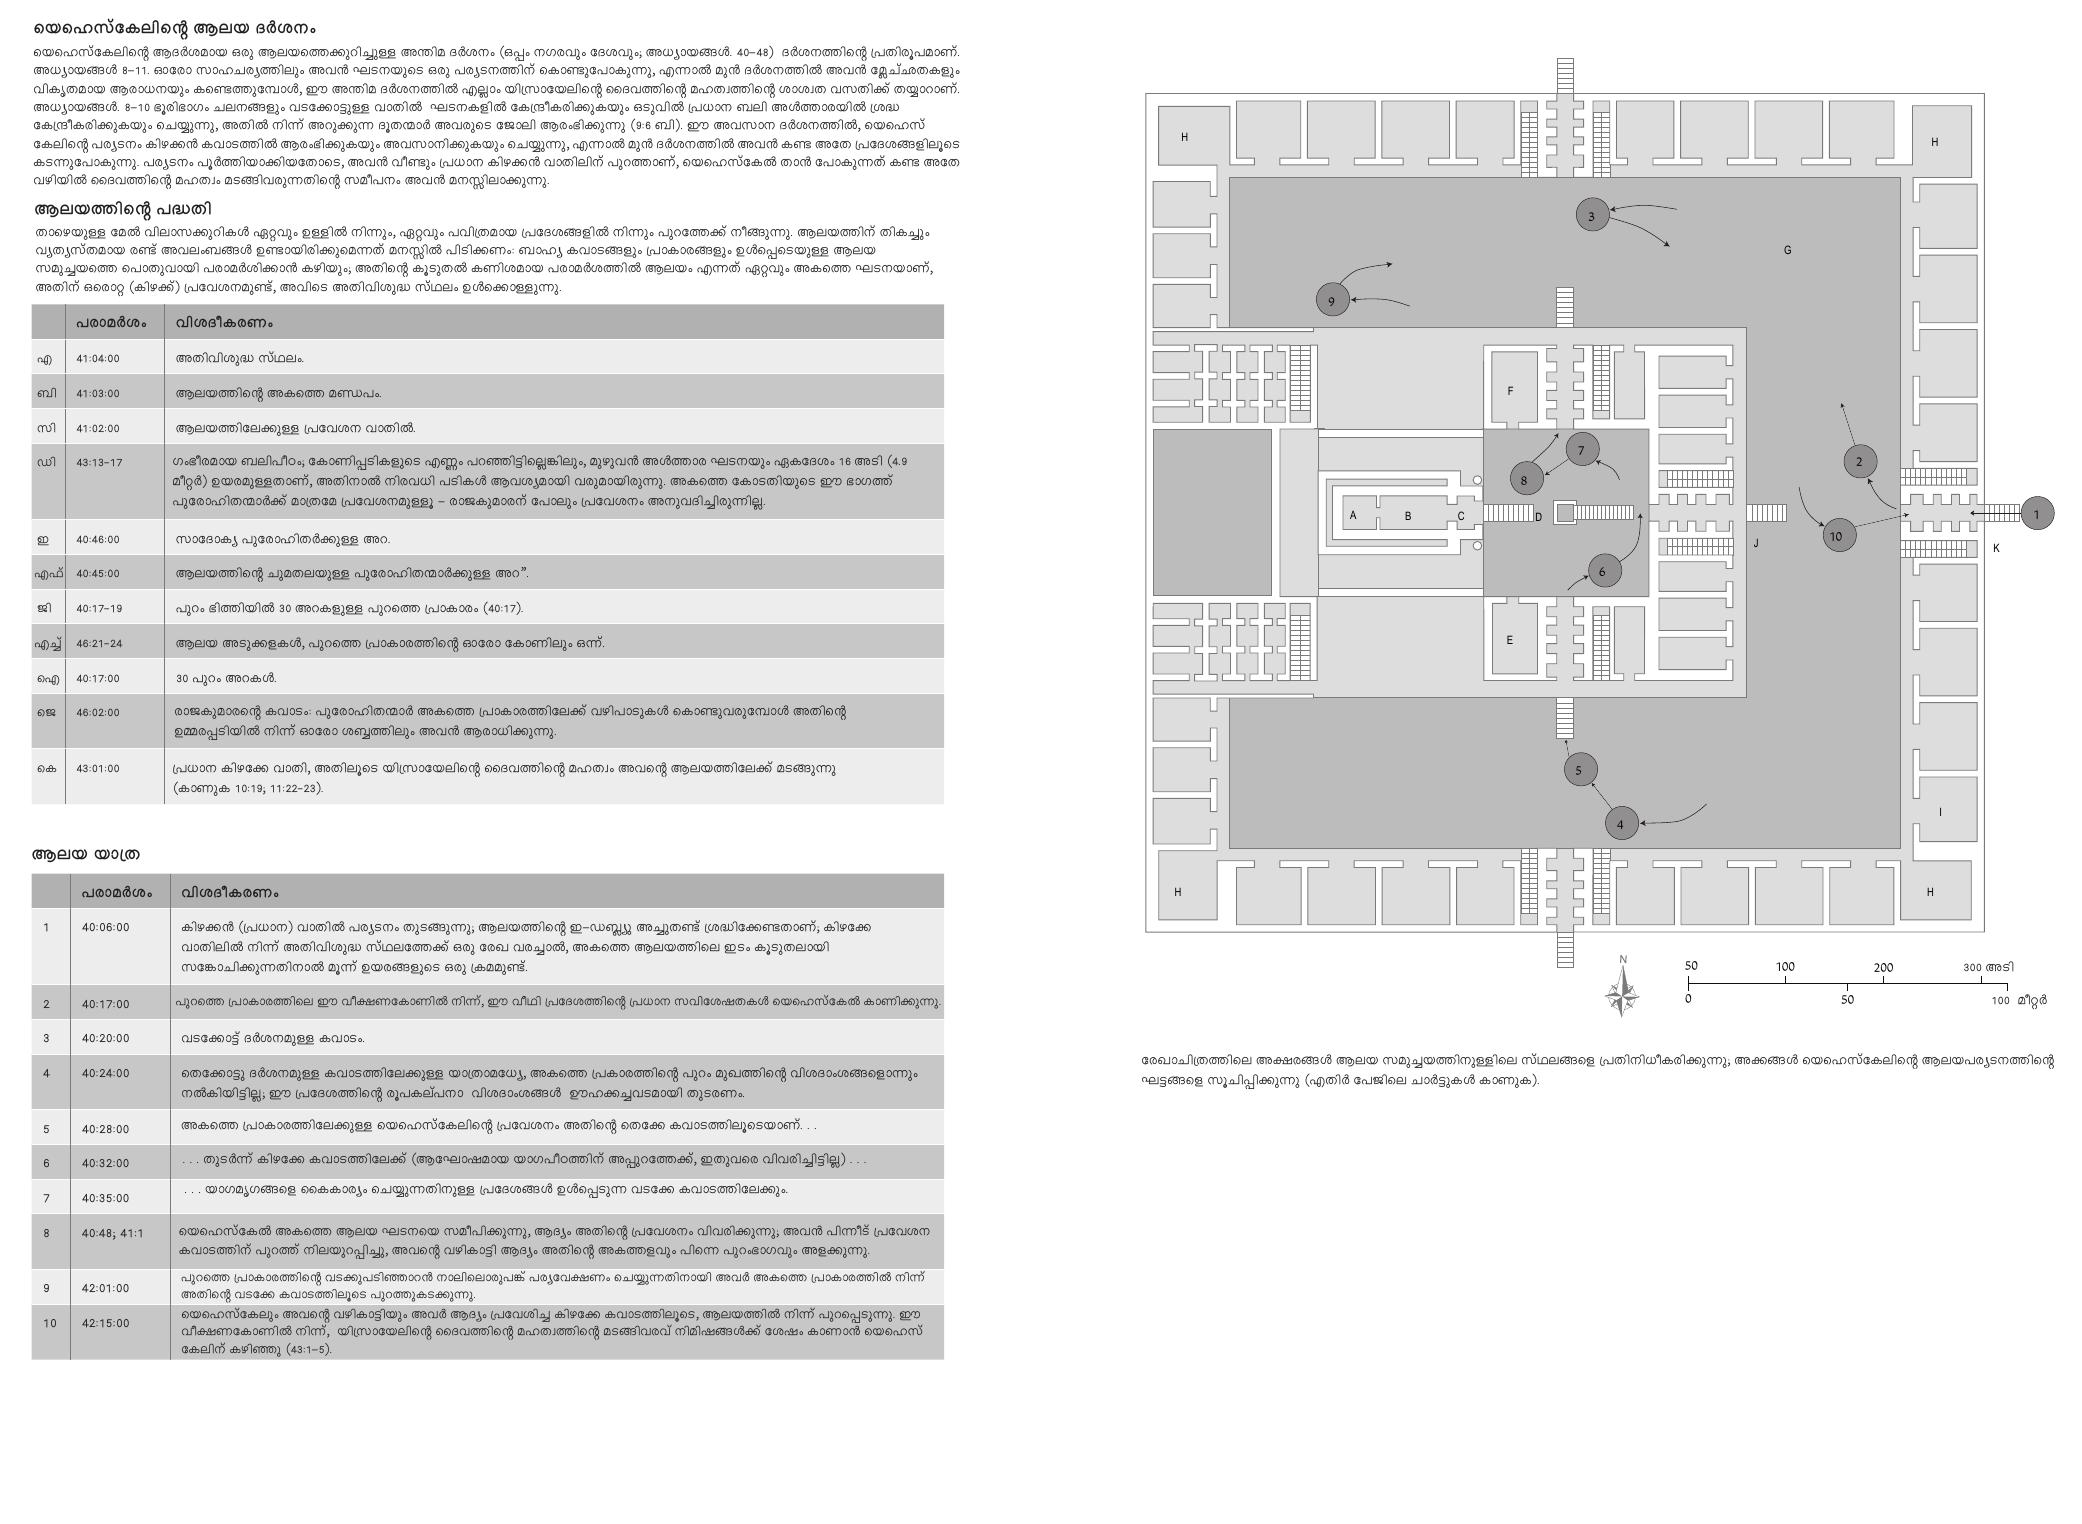 യെഹെസ്കേലിന്റെ ആലയ ദർശനം
യെഹെസ്കേലിന്റെ ആദർശമായ ഒരു ആലയത്തെക്കുറിച്ചുള്ള അന്തിമ ദർശനം (ഒപ്പം നഗരവും ദേശവും; അധ്യായങ്ങൾ. 40–48) ദർശനത്തിന്റെ പ്രതിരൂപമാണ്.
അധ്യായങ്ങൾ 8–11. ഓരോ സാഹചര്യത്തിലും അവൻ ഘടനയുടെ ഒരു പര്യടനത്തിന് കൊണ്ടുപോകുന്നു, എന്നാൽ മുൻ ദർശനത്തിൽ അവൻ മ്ലേച്ഛതകളും
വികൃതമായ ആരാധനയും കണ്ടെത്തുമ്പോൾ, ഈ അന്തിമ ദർശനത്തിൽ എല്ലാം യിസ്രായേലിന്റെ ദൈവത്തിന്റെ മഹത്വത്തിന്റെ ശാശ്വത വസതിക്ക് തയ്യാറാണ്.
അധ്യായങ്ങൾ. 8–10 ഭൂരിഭാഗം ചലനങ്ങളും വടക്കോട്ടുള്ള വാതിൽ ഘടനകളിൽ കേന്ദ്രീകരിക്കുകയും ഒടുവിൽ പ്രധാന ബലി അൾത്താരയിൽ ശ്രദ്ധ
കേന്ദ്രീകരിക്കുകയും ചെയ്യുന്നു, അതിൽ നിന്ന് അറുക്കുന്ന ദൂതന്മാർ അവരുടെ ജോലി ആരംഭിക്കുന്നു (9:6 ബി). ഈ അവസാന ദർശനത്തിൽ, യെഹെസ്
കേലിന്റെ പര്യടനം കിഴക്കൻ കവാടത്തിൽ ആരംഭിക്കുകയും അവസാനിക്കുകയും ചെയ്യുന്നു, എന്നാൽ മുൻ ദർശനത്തിൽ അവൻ കണ്ട അതേ പ്രദേശങ്ങളിലൂടെ
കടന്നുപോകുന്നു. പര്യടനം പൂർത്തിയാക്കിയതോടെ, അവൻ വീണ്ടും പ്രധാന കിഴക്കൻ വാതിലിന് പുറത്താണ്, യെഹെസ്കേൽ താൻ പോകുന്നത് കണ്ട അതേ
വഴിയിൽ ദൈവത്തിന്റെ മഹത്വം മടങ്ങിവരുന്നതിന്റെ സമീപനം അവൻ മനസ്സിലാക്കുന്നു.
ആലയത്തിന്റെ പദ്ധതി
താഴെയുള്ള മേൽ വിലാസക്കുറികൾ ഏറ്റവും ഉള്ളിൽ നിന്നും, ഏറ്റവും പവിത്രമായ പ്രദേശങ്ങളിൽ നിന്നും പുറത്തേക്ക് നീങ്ങുന്നു. ആലയത്തിന് തികച്ചും
വ്യത്യസ്തമായ രണ്ട് അവലംബങ്ങൾ ഉണ്ടായിരിക്കുമെന്നത് മനസ്സിൽ പിടിക്കണം: ബാഹ്യ കവാടങ്ങളും പ്രാകാരങ്ങളും ഉൾപ്പെടെയുള്ള ആലയ
സമുച്ചയത്തെ പൊതുവായി പരാമർശിക്കാൻ കഴിയും; അതിന്റെ കൂടുതൽ കണിശമായ പരാമർശത്തിൽ ആലയം എന്നത് ഏറ്റവും അകത്തെ ഘടനയാണ്,
അതിന് ഒരൊറ്റ (കിഴക്ക്) പ്രവേശനമുണ്ട്, അവിടെ അതിവിശുദ്ധ സ്ഥലം ഉൾക്കൊള്ളുന്നു.
പരാമർശം വിശദീകരണം
എ 41:04:00 അതിവിശുദ്ധ സ്ഥലം.
ബി 41:03:00 ആലയത്തിന്റെ അകത്തെ മണ്ഡപം.
സി 41:02:00 ആലയത്തിലേക്കുള്ള പ്രവേശന വാതിൽ.
ഡി 43:13–17 ഗംഭീരമായ ബലിപീഠം; കോണിപ്പടികളുടെ എണ്ണം പറഞ്ഞിട്ടില്ലെങ്കിലും, മുഴുവൻ അൾത്താര ഘടനയും ഏകദേശം 16 അടി (4.9
മീറ്റർ) ഉയരമുള്ളതാണ്, അതിനാൽ നിരവധി പടികൾ ആവശ്യമായി വരുമായിരുന്നു. അകത്തെ കോടതിയുടെ ഈ ഭാഗത്ത്
പുരോഹിതന്മാർക്ക് മാത്രമേ പ്രവേശനമുള്ളൂ – രാജകുമാരന് പോലും പ്രവേശനം അനുവദിച്ചിരുന്നില്ല.
ഇ 40:46:00 സാദോക്യ പുരോഹിതർക്കുള്ള അറ.
എഫ് 40:45:00 ആലയത്തിന്റെ ചുമതലയുള്ള പുരോഹിതന്മാർക്കുള്ള അറ”.
ജി 40:17–19 പുറം ഭിത്തിയിൽ 30 അറകളുള്ള പുറത്തെ പ്രാകാരം (40:17).
എച്ച് 46:21–24 ആലയ അടുക്കളകൾ, പുറത്തെ പ്രാകാരത്തിന്റെ ഓരോ കോണിലും ഒന്ന്.
ഐ 40:17:00 30 പുറം അറകൾ.
ജെ 46:02:00 രാജകുമാരന്റെ കവാടം: പുരോഹിതന്മാർ അകത്തെ പ്രാകാരത്തിലേക്ക് വഴിപാടുകൾ കൊണ്ടുവരുമ്പോൾ അതിന്റെ
ഉമ്മരപ്പടിയിൽ നിന്ന് ഓരോ ശബ്ബത്തിലും അവൻ ആരാധിക്കുന്നു.
കെ 43:01:00 പ്രധാന കിഴക്കേ വാതി, അതിലൂടെ യിസ്രായേലിന്റെ ദൈവത്തിന്റെ മഹത്വം അവന്റെ ആലയത്തിലേക്ക് മടങ്ങുന്നു
(കാണുക 10:19; 11:22–23).
ആലയ യാത്ര
പരാമർശം വിശദീകരണം
1 40:06:00 കിഴക്കൻ (പ്രധാന) വാതിൽ പര്യടനം തുടങ്ങുന്നു; ആലയത്തിന്റെ ഇ–ഡബ്ല്യു അച്ചുതണ്ട് ശ്രദ്ധിക്കേണ്ടതാണ്; കിഴക്കേ
വാതിലിൽ നിന്ന് അതിവിശുദ്ധ സ്ഥലത്തേക്ക് ഒരു രേഖ വരച്ചാൽ, അകത്തെ ആലയത്തിലെ ഇടം കൂടുതലായി
സങ്കോചിക്കുന്നതിനാൽ മൂന്ന് ഉയരങ്ങളുടെ ഒരു ക്രമമുണ്ട്.
2 40:17:00 പുറത്തെ പ്രാകാരത്തിലെ ഈ വീക്ഷണകോണിൽ നിന്ന്, ഈ വീഥി പ്രദേശത്തിന്റെ പ്രധാന സവിശേഷതകൾ യെഹെസ്കേൽ കാണിക്കുന്നു.
3 40:20:00 വടക്കോട്ട് ദർശനമുള്ള കവാടം.
4 40:24:00 തെക്കോട്ടു ദർശനമുള്ള കവാടത്തിലേക്കുള്ള യാത്രാമധ്യേ, അകത്തെ പ്രകാരത്തിന്റെ പുറം മുഖത്തിന്റെ വിശദാംശങ്ങളൊന്നും
നൽകിയിട്ടില്ല; ഈ പ്രദേശത്തിന്റെ രൂപകല്പനാ വിശദാംശങ്ങൾ ഊഹക്കച്ചവടമായി തുടരണം.
5 40:28:00 അകത്തെ പ്രാകാരത്തിലേക്കുള്ള യെഹെസ്കേലിന്റെ പ്രവേശനം അതിന്റെ തെക്കേ കവാടത്തിലൂടെയാണ്. . .
6 40:32:00 . . . തുടർന്ന് കിഴക്കേ കവാടത്തിലേക്ക് (ആഘോഷമായ യാഗപീഠത്തിന് അപ്പുറത്തേക്ക്, ഇതുവരെ വിവരിച്ചിട്ടില്ല) . . .
7 40:35:00 . . . യാഗമൃഗങ്ങളെ കൈകാര്യം ചെയ്യുന്നതിനുള്ള പ്രദേശങ്ങൾ ഉൾപ്പെടുന്ന വടക്കേ കവാടത്തിലേക്കും.
8 40:48; 41:1 യെഹെസ്കേൽ അകത്തെ ആലയ ഘടനയെ സമീപിക്കുന്നു, ആദ്യം അതിന്റെ പ്രവേശനം വിവരിക്കുന്നു; അവൻ പിന്നീട് പ്രവേശന
കവാടത്തിന് പുറത്ത് നിലയുറപ്പിച്ചു, അവന്റെ വഴികാട്ടി ആദ്യം അതിന്റെ അകത്തളവും പിന്നെ പുറംഭാഗവും അളക്കുന്നു.
9 42:01:00 പുറത്തെ പ്രാകാരത്തിന്റെ വടക്കുപടിഞ്ഞാറൻ നാലിലൊരുപങ്ക് പര്യവേക്ഷണം ചെയ്യുന്നതിനായി അവർ അകത്തെ പ്രാകാരത്തിൽ നിന്ന്
അതിന്റെ വടക്കേ കവാടത്തിലൂടെ പുറത്തുകടക്കുന്നു.
10 42:15:00 യെഹെസ്കേലും അവന്റെ വഴികാട്ടിയും അവർ ആദ്യം പ്രവേശിച്ച കിഴക്കേ കവാടത്തിലൂടെ, ആലയത്തിൽ നിന്ന് പുറപ്പെടുന്നു. ഈ
വീക്ഷണകോണിൽ നിന്ന്, യിസ്രായേലിന്റെ ദൈവത്തിന്റെ മഹത്വത്തിന്റെ മടങ്ങിവരവ് നിമിഷങ്ങൾക്ക് ശേഷം കാണാൻ യെഹെസ്
കേലിന് കഴിഞ്ഞു (43:1–5).
H
H
3
G
9
F
7
2
8
A B C D
1
10
J
K
6
E
5
I
4
H
H
N
50 100 200 300 അടി
0 50 100 മീറ്റർ
രേഖാചിത്രത്തിലെ അക്ഷരങ്ങൾ ആലയ സമുച്ചയത്തിനുള്ളിലെ സ്ഥലങ്ങളെ പ്രതിനിധീകരിക്കുന്നു; അക്കങ്ങൾ യെഹെസ്കേലിന്റെ ആലയപര്യടനത്തിന്റെ
ഘട്ടങ്ങളെ സൂചിപ്പിക്കുന്നു (എതിർ പേജിലെ ചാർട്ടുകൾ കാണുക).